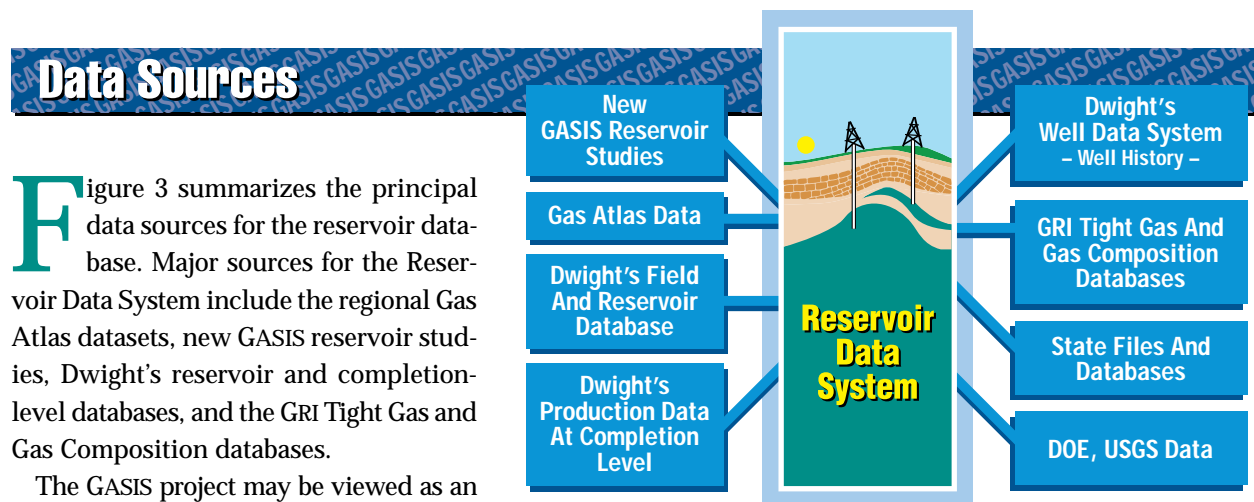 Data Sources
Figure 3 summarizes the principal
data sources for the reservoir data-
base. Major sources for the Reser-
voir Data System include the regional Gas
Atlas datasets, new GASIS reservoir stud-
ies, Dwight's reservoir and completion-
level databases, and the GRI Tight Gas and
Gas Composition databases.
The GASIS project may be viewed as an
New
GASIS Reservoir
Studies
Gas Atlas Data
Dwight's Field
And Reservoir
Database
Dwight's
Production Data
At Completion
Level
Reservoir
Data
System
Dwight's
Well Data System
– Well History –
GRI Tight Gas And
Gas Composition
Databases
State Files And
Databases
DOE, USGS Data